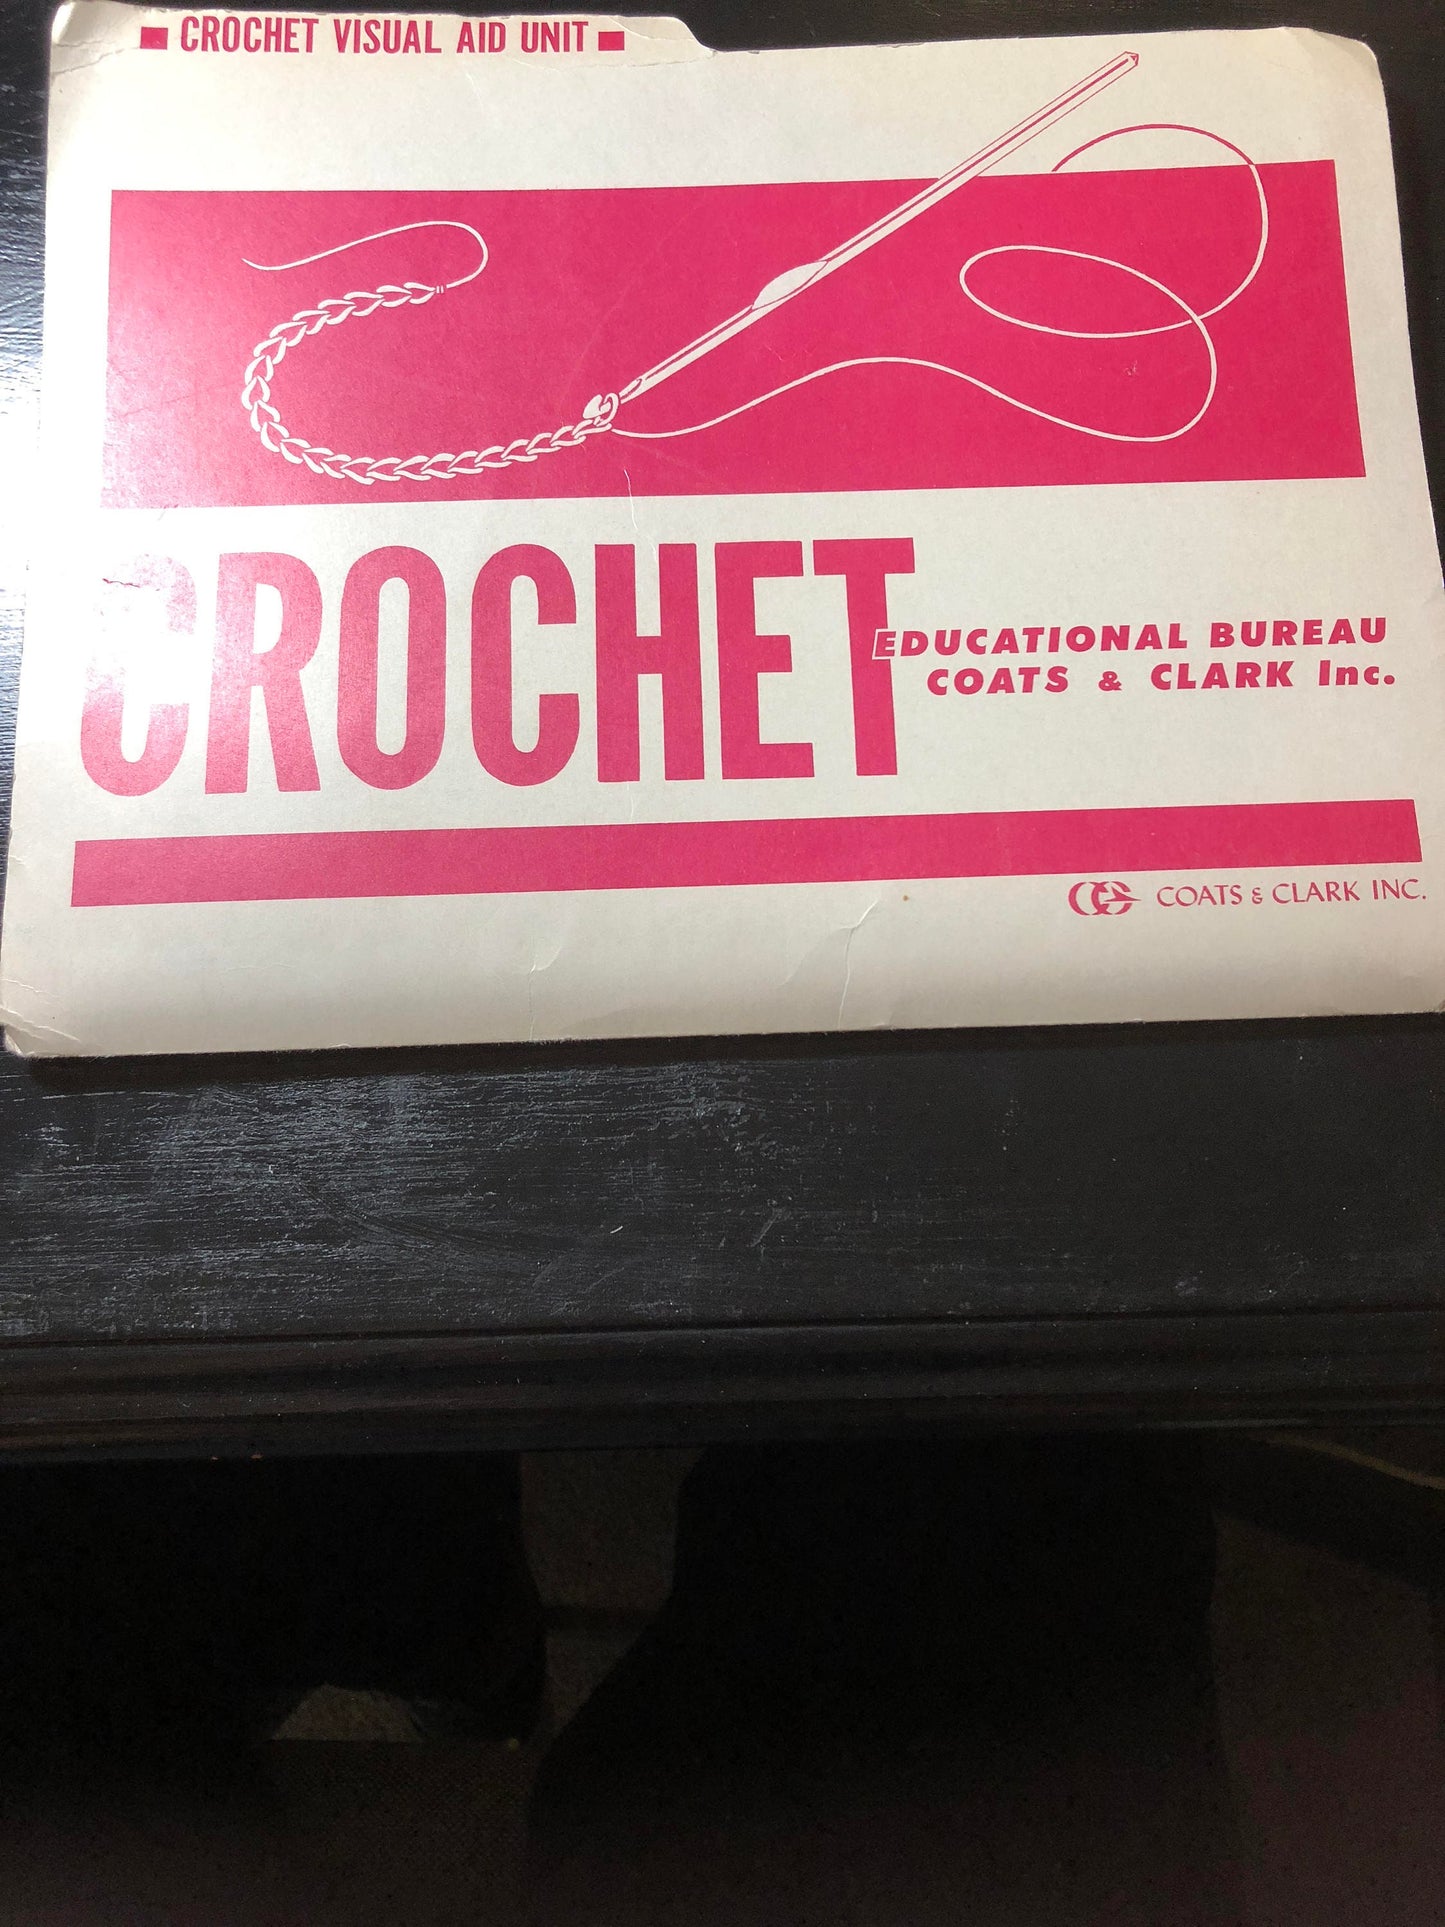 CROCHET VISUAL AID UNIT
CROCHET
EDUCATIONAL BUREAU
COATS & CLARK Inc.
COATS & CLARK INC.